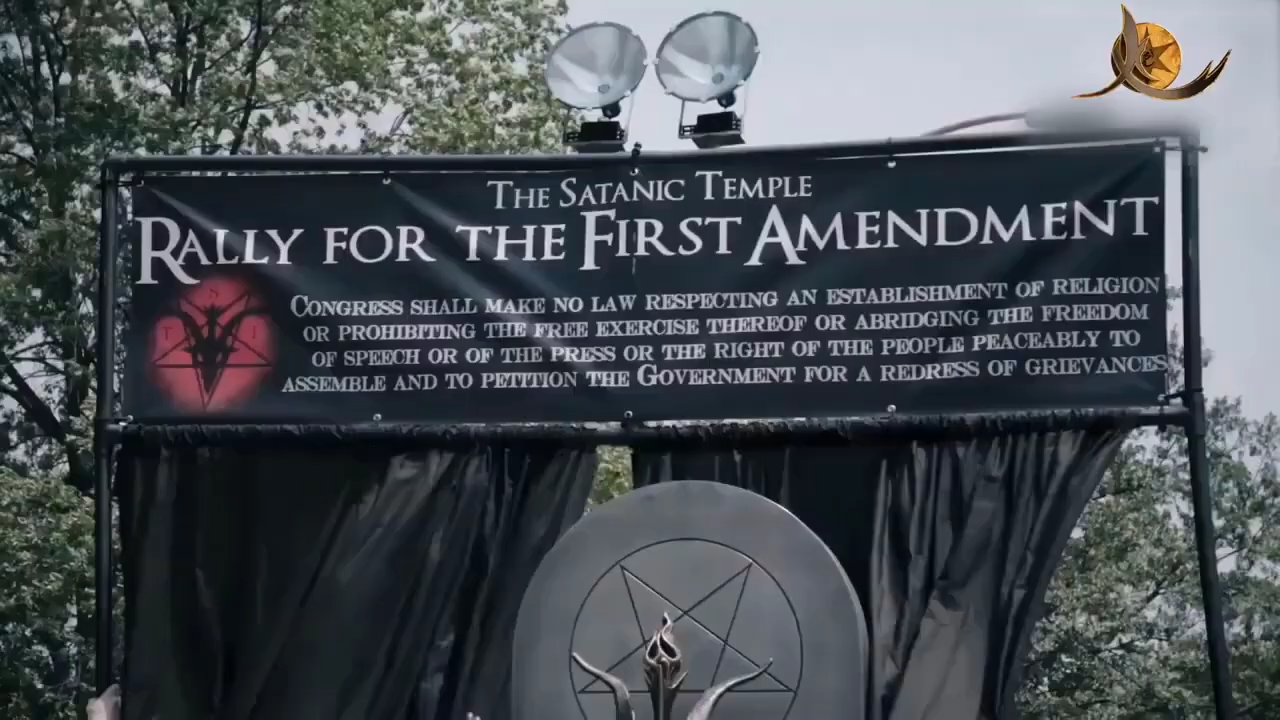 THE SATANIC TEMPLE
RALLY FOR THE FIRST AMENDMENT
CONGRESS SHALL MAKE NO LAW RESPECTING AN ESTABLISHMENT OF RELIGION
OR PROHIBITING THE FREE EXERCISE THEREOF OR ABRIDGING THE FREEDOM
OF SPEECH OR OF THE PRESS OR THE RIGHT OF THE PEOPLE PEACEABLY TO
ASSEMBLE AND TO PETITION THE GOVERNMENT FOR A REDRESS OF GRIEVANCES